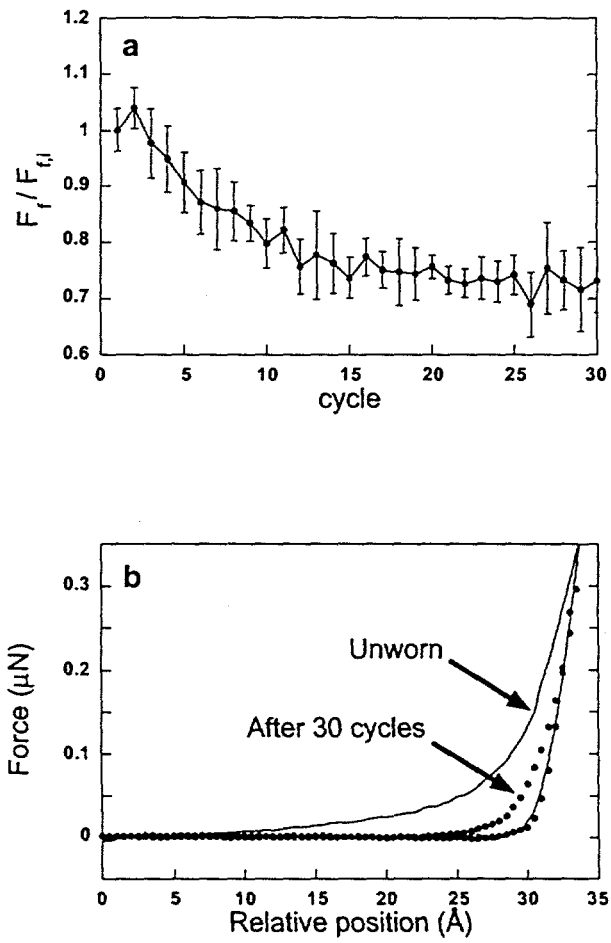 a
1.2
1.1
1
0.9
0.8
0.7
0.6
F_f / F_f,i
0 5 10 15 20 25 30
cycle
b
0.3
0.2
0.1
0
Force (μN)
Unworn
After 30 cycles
0 5 10 15 20 25 30 35
Relative position (Å)